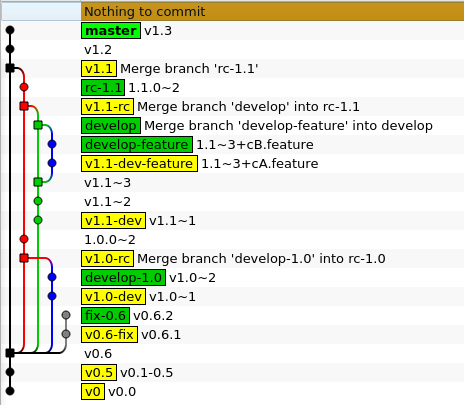 Nothing to commit
master v1.3
v1.2
v1.1 Merge branch 'rc-1.1'
rc-1.1 1.1.0~2
v1.1-rc Merge branch 'develop' into rc-1.1
develop Merge branch 'develop-feature' into develop
develop-feature 1.1~3+cB.feature
v1.1-dev-feature 1.1~3+cA.feature
v1.1~3
v1.1~2
v1.1-dev v1.1~1
1.0.0~2
v1.0-rc Merge branch 'develop-1.0' into rc-1.0
develop-1.0 v1.0~2
v1.0-dev v1.0~1
fix-0.6 v0.6.2
v0.6-fix v0.6.1
v0.6
v0.5 v0.1-0.5
v0 v0.0